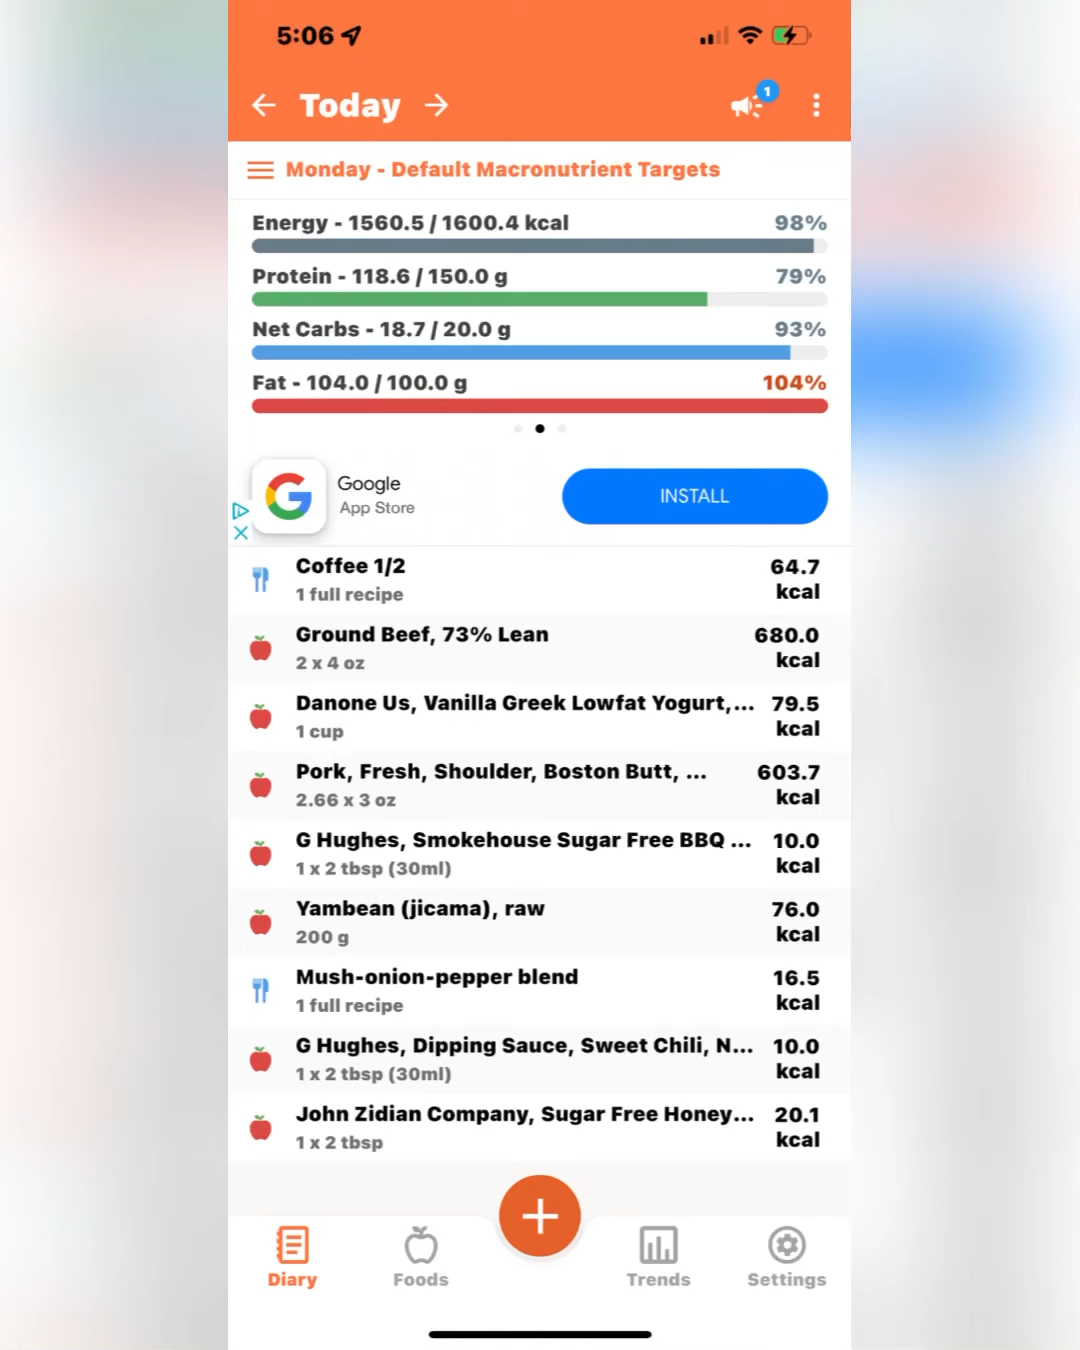 5:06
Today
1
Monday - Default Macronutrient Targets
Energy - 1560.5 / 1600.4 kcal 98%
Protein - 118.6 / 150.0 g 79%
Net Carbs - 18.7 / 20.0 g 93%
Fat - 104.0 / 100.0 g 104%
Google
App Store
INSTALL
Coffee 1/2 64.7
1 full recipe kcal
Ground Beef, 73% Lean 680.0
2 x 4 oz kcal
Danone Us, Vanilla Greek Lowfat Yogurt,... 79.5
1 cup kcal
Pork, Fresh, Shoulder, Boston Butt, ... 603.7
2.66 x 3 oz kcal
G Hughes, Smokehouse Sugar Free BBQ ... 10.0
1 x 2 tbsp (30ml) kcal
Yambean (jicama), raw 76.0
200 g kcal
Mush-onion-pepper blend 16.5
1 full recipe kcal
G Hughes, Dipping Sauce, Sweet Chili, N... 10.0
1 x 2 tbsp (30ml) kcal
John Zidian Company, Sugar Free Honey... 20.1
1 x 2 tbsp kcal
Diary Foods Trends Settings